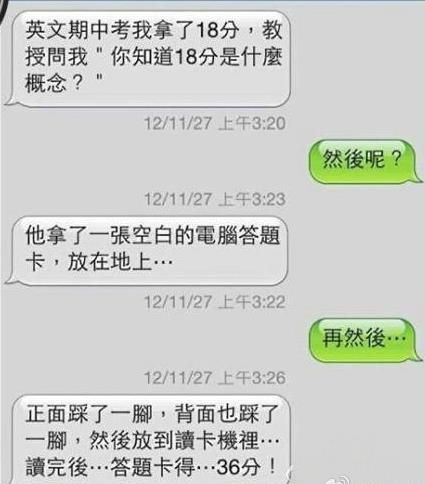 英文期中考我拿了18分，教
授問我＂你知道18分是什麼
概念？＂
12/11/27 上午3:20
然後呢？
12/11/27 上午3:23
他拿了一張空白的電腦答題
卡，放在地上⋯
12/11/27 上午3:22
再然後⋯
12/11/27 上午3:26
正面踩了一腳，背面也踩了
一腳，然後放到讀卡機裡⋯
讀完後⋯答題卡得⋯36分！